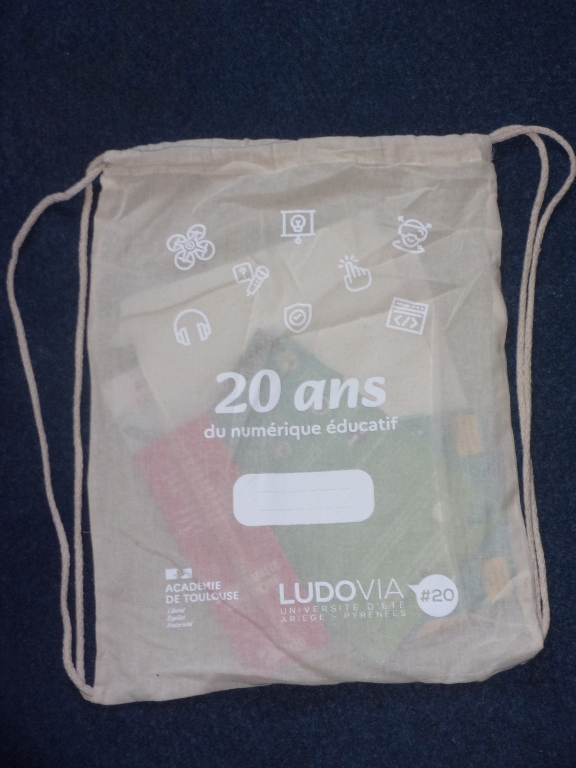 20 ans
du numérique éducatif
ACADÉMIE
DE TOULOUSE
Liberté
Égalité
Fraternité
LUDOVIA
#20
UNIVERSITÉ D'ÉTÉ
ARIÈGE - PYRÉNÉES